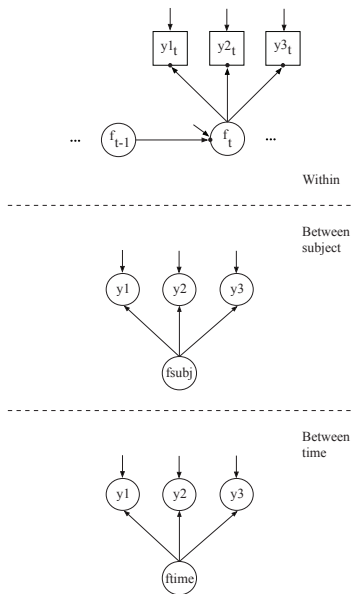 y1t y2t y3t
... ft-1 ft ...
Within
Between
subject
y1 y2 y3
fsubj
Between
time
y1 y2 y3
ftime